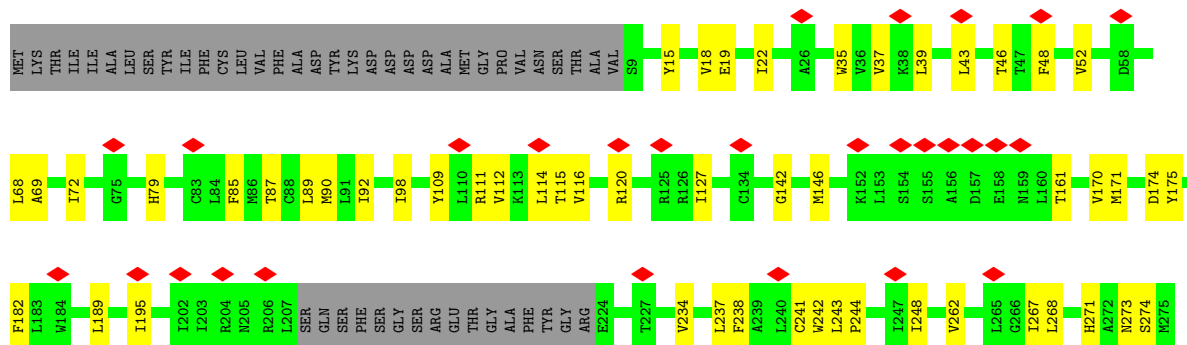 MET LYS THR ILE ILE ALA LEU SER TYR ILE PHE CYS LEU VAL PHE ALA ASP TYR LYS ASP ASP ASP ASP ALA MET GLY PRO VAL ASN SER THR ALA VAL S9 Y15 V18 E19 I22 A26 W35 V36 V37 K38 L39 L43 T46 T47 F48 V52 D58
L68 A69 I72 G75 H79 C83 L84 F85 M86 T87 C88 L89 M90 L91 I92 I98 Y109 L110 R111 V112 K113 L114 T115 V116 R120 R125 R126 I127 C134 G142 M146 K152 L153 S154 S155 A156 D157 E158 N159 L160 T161 V170 M171 D174 Y175
F182 L183 W184 L189 I195 I202 I203 R204 N205 R206 L207 SER GLN SER PHE SER GLY SER ARG GLU THR GLY ALA PHE TYR GLY ARG E224 T227 V234 L237 F238 A239 L240 C241 W242 L243 P244 I247 I248 V262 L265 G266 I267 L268 H271 A272 N273 S274 M275